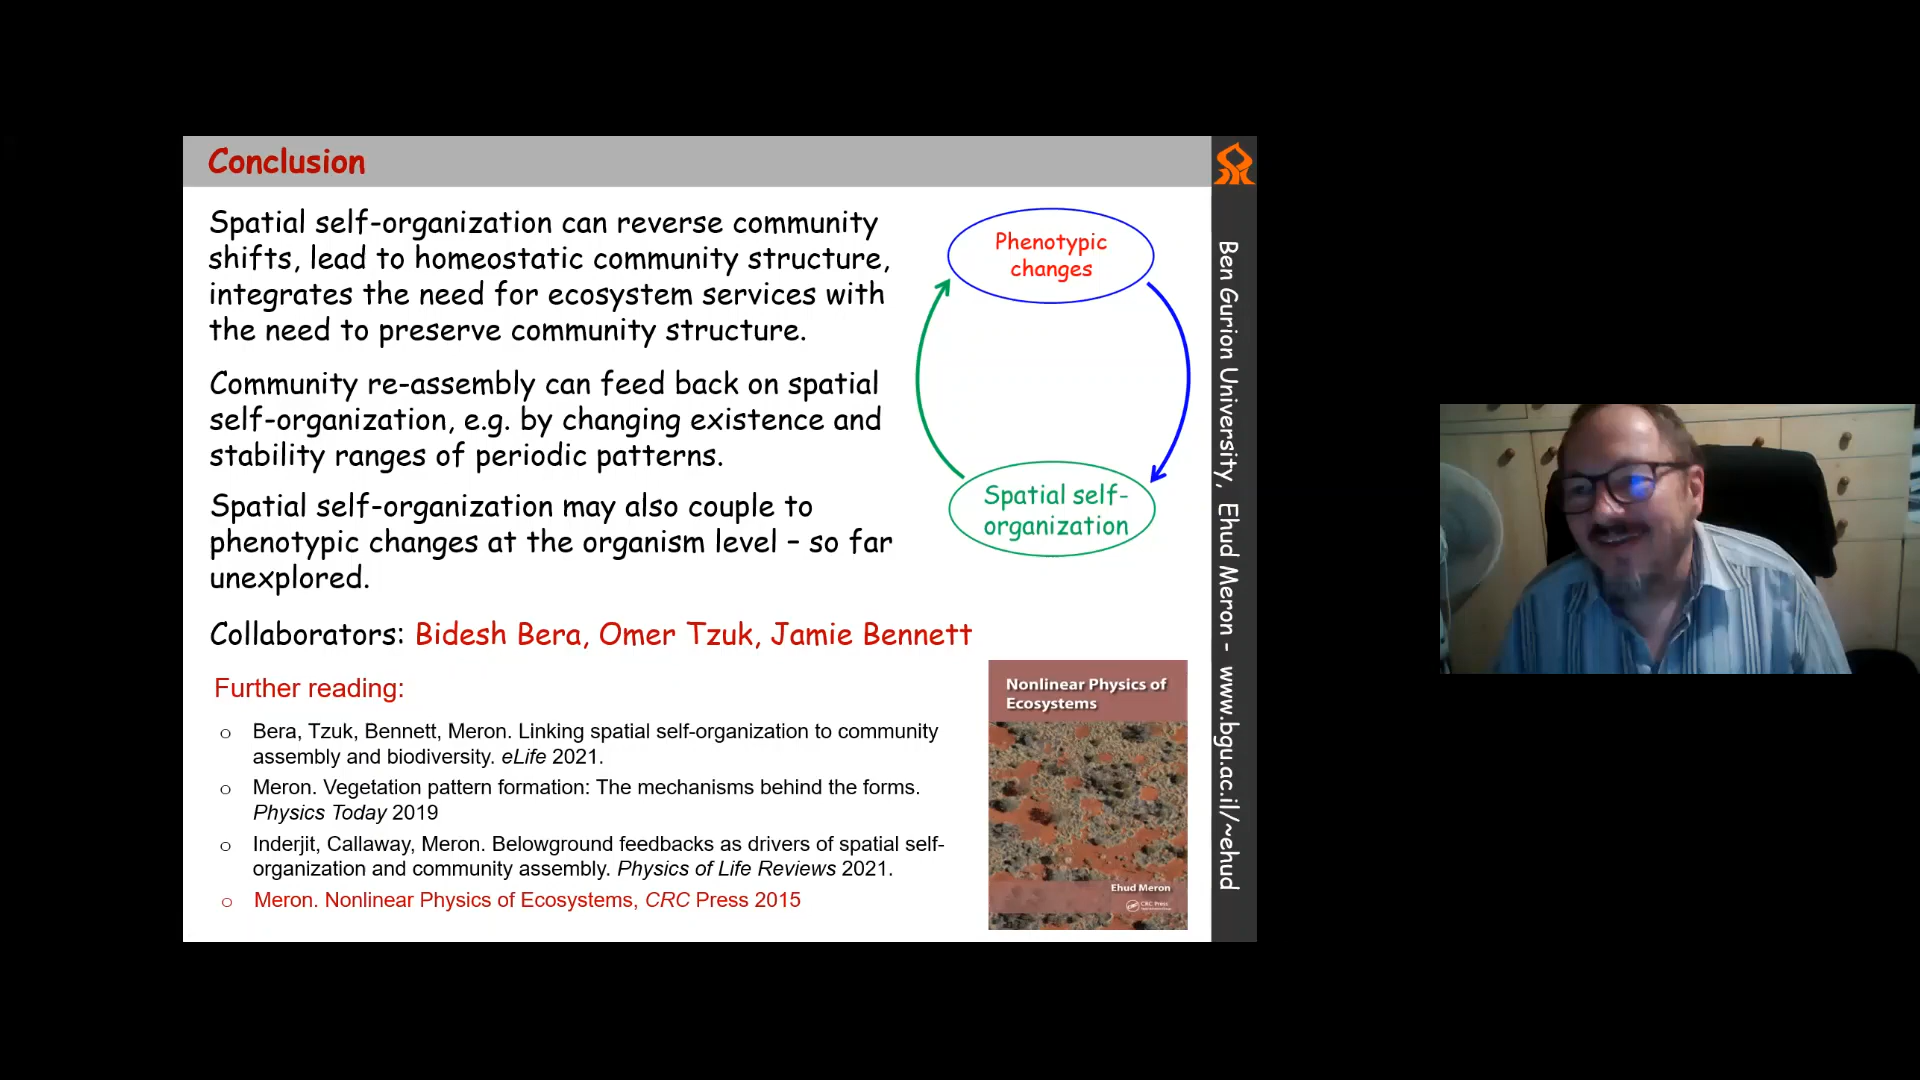 Conclusion
Spatial self-organization can reverse community
shifts, lead to homeostatic community structure,
integrates the need for ecosystem services with
the need to preserve community structure.
Community re-assembly can feed back on spatial
self-organization, e.g. by changing existence and
stability ranges of periodic patterns.
Spatial self-organization may also couple to
phenotypic changes at the organism level – so far
unexplored.
Phenotypic
changes
Spatial self-
organization
Collaborators: Bidesh Bera, Omer Tzuk, Jamie Bennett
Further reading:
o Bera, Tzuk, Bennett, Meron. Linking spatial self-organization to community
assembly and biodiversity. eLife 2021.
o Meron. Vegetation pattern formation: The mechanisms behind the forms.
Physics Today 2019
o Inderjit, Callaway, Meron. Belowground feedbacks as drivers of spatial self-
organization and community assembly. Physics of Life Reviews 2021.
o Meron. Nonlinear Physics of Ecosystems, CRC Press 2015
Nonlinear Physics of
Ecosystems
Ehud Meron
CRC Press
Ben Gurion University, Ehud Meron - www.bgu.ac.il/~ehud